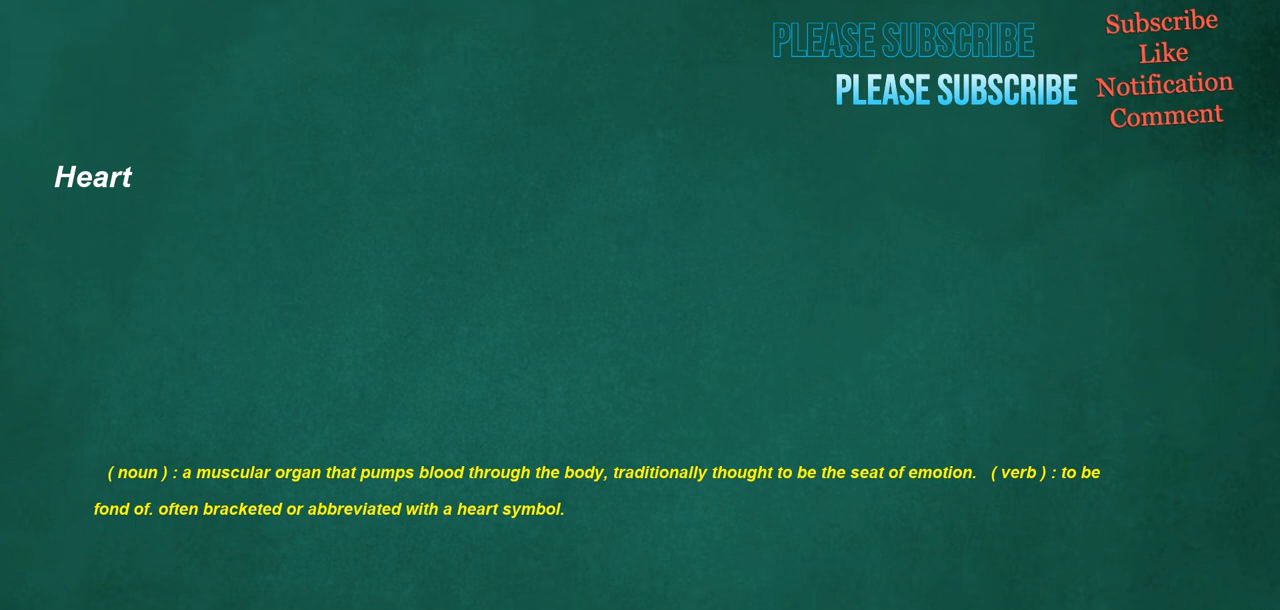 PLEASE SUBSCRIBE
PLEASE SUBSCRIBE
Subscribe
Like
Notification
Comment
Heart
( noun ) : a muscular organ that pumps blood through the body, traditionally thought to be the seat of emotion. ( verb ) : to be
fond of. often bracketed or abbreviated with a heart symbol.